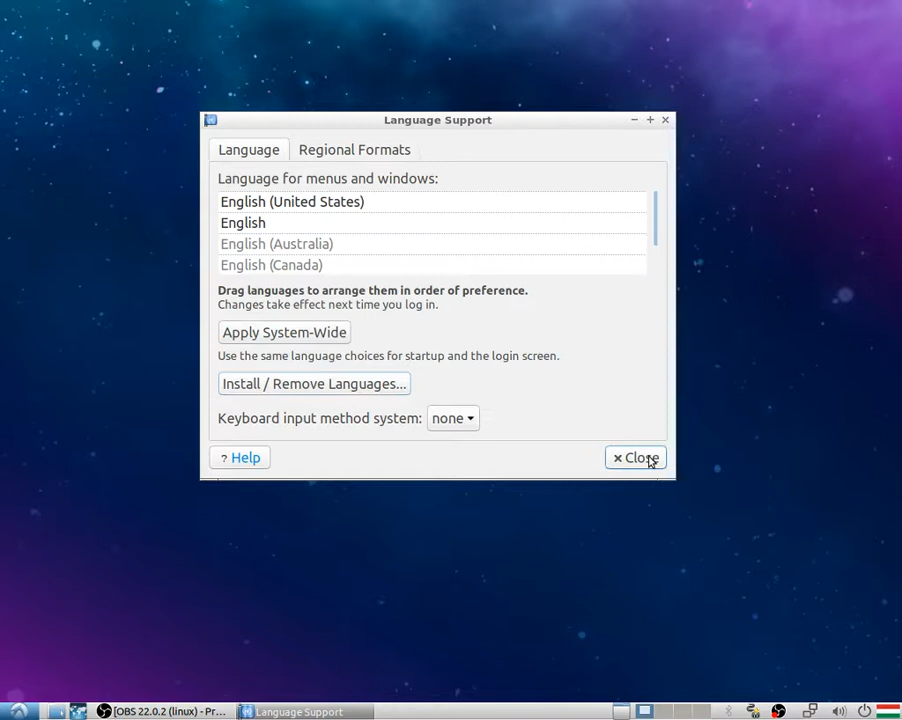 Language Support
Language
Regional Formats
Language for menus and windows:
English (United States)
English
English (Australia)
English (Canada)
Drag languages to arrange them in order of preference.
Changes take effect next time you log in.
Apply System-Wide
Use the same language choices for startup and the login screen.
Install / Remove Languages...
Keyboard input method system: none
? Help
Close
[OBS 22.0.2 (linux) - Pr...
Language Support